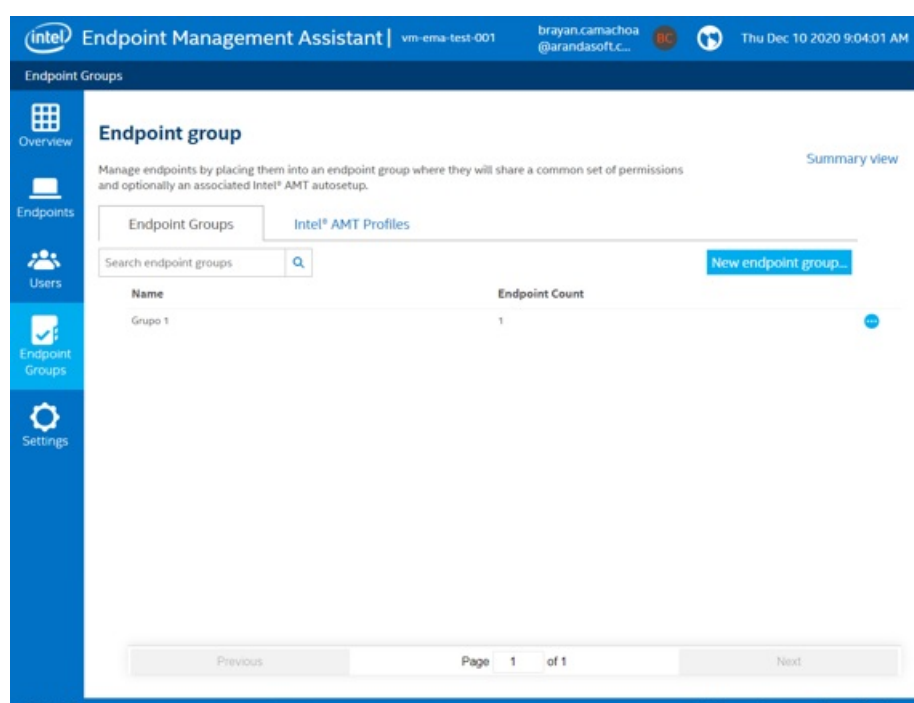 intel Endpoint Management Assistant | vm-ema-test-001 brayan.camachoa BC Thu Dec 10 2020 9:04:01 AM
@arandasoft.c...
Endpoint Groups
Overview
Endpoints
Users
Endpoint
Groups
Settings
Endpoint group
Summary view
Manage endpoints by placing them into an endpoint group where they will share a common set of permissions
and optionally an associated Intel® AMT autosetup.
Endpoint Groups Intel® AMT Profiles
Search endpoint groups New endpoint group...
Name Endpoint Count
Grupo 1 1
Previous Page 1 of 1 Next